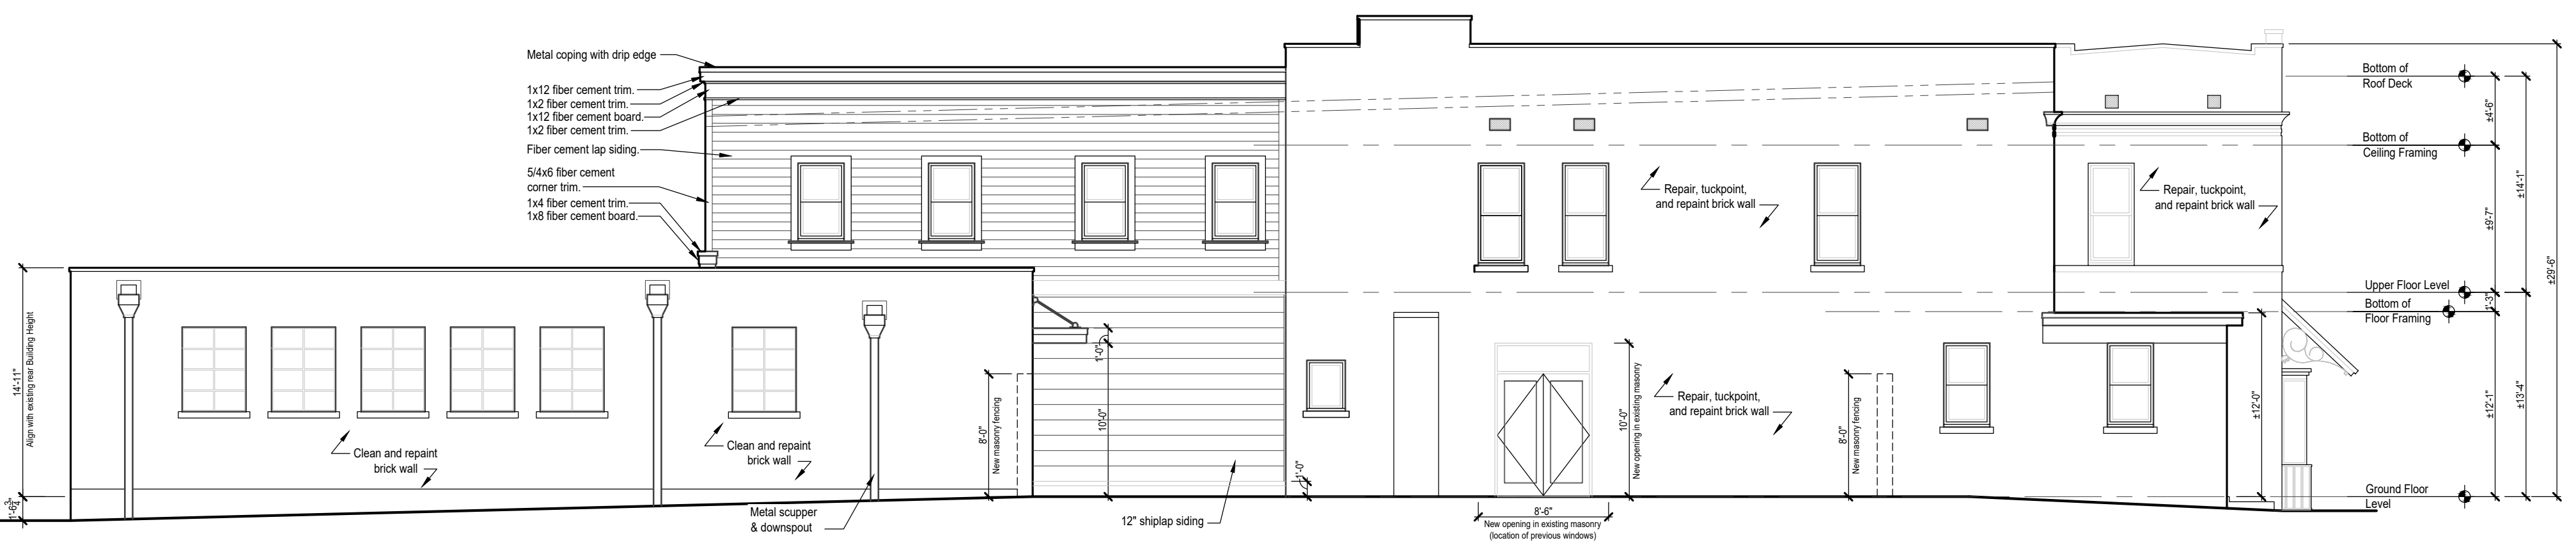 Metal coping with drip edge
1x12 fiber cement trim.
1x2 fiber cement trim.
1x12 fiber cement board.
1x2 fiber cement trim.
Fiber cement lap siding.
5/4x6 fiber cement
corner trim.
1x4 fiber cement trim.
1x8 fiber cement board.
14'-11"
Align with existing rear Building Height
1'-6¾"
Clean and repaint
brick wall
Clean and repaint
brick wall
Metal scupper
& downspout
8'-0"
New masonry fencing
1'-0"
10'-0"
12" shiplap siding
1'-0"
8'-6"
New opening in existing masonry
(location of previous windows)
10'-0"
New opening in existing masonry
Repair, tuckpoint,
and repaint brick wall
Repair, tuckpoint,
and repaint brick wall
8'-0"
New masonry fencing
Repair, tuckpoint,
and repaint brick wall
±12'-0"
Bottom of
Roof Deck
Bottom of
Ceiling Framing
Upper Floor Level
Bottom of
Floor Framing
Ground Floor
Level
±4'-6"
±9'-7"
1'-3"
±12'-1"
±14'-1"
±13'-4"
±29'-6"